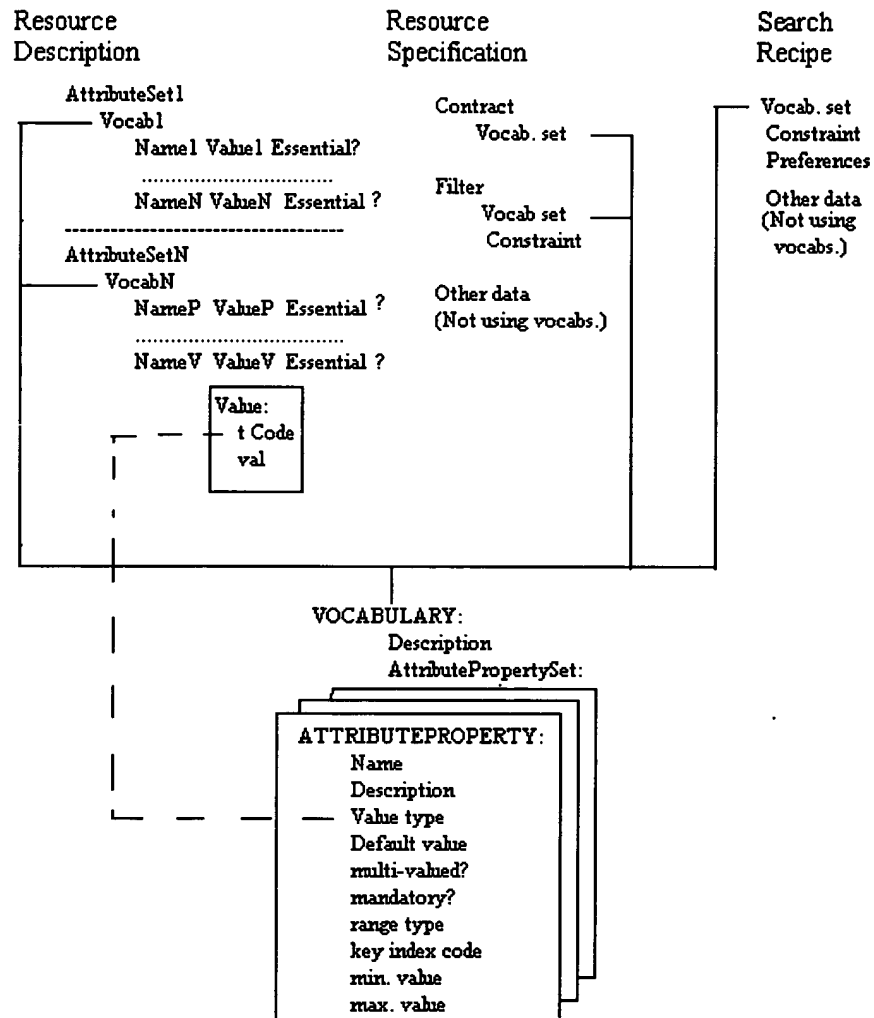 Resource
Description
AttributeSet1
Vocab1
Name1 Value1 Essential?
NameN ValueN Essential ?
AttributeSetN
VocabN
NameP ValueP Essential ?
NameV ValueV Essential ?
Value:
t Code
val
Resource
Specification
Contract
Vocab. set
Filter
Vocab set
Constraint
Other data
(Not using vocabs.)
Search
Recipe
Vocab. set
Constraint
Preferences
Other data
(Not using
vocabs.)
VOCABULARY:
Description
AttributePropertySet:
ATTRIBUTEPROPERTY:
Name
Description
Value type
Default value
multi-valued?
mandatory?
range type
key index code
min. value
max. value